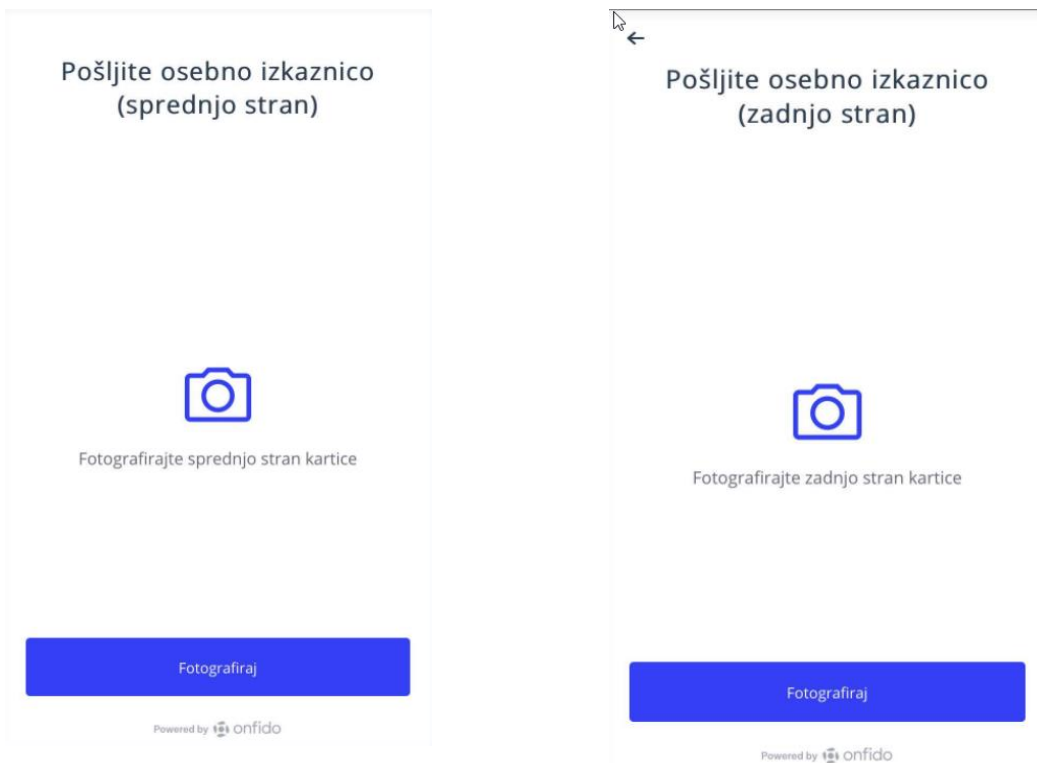 Pošljite osebno izkaznico
(sprednjo stran)
Fotografirajte sprednjo stran kartice
Fotografiraj
Powered by onfido
Pošljite osebno izkaznico
(zadnjo stran)
Fotografirajte zadnjo stran kartice
Fotografiraj
Powered by onfido